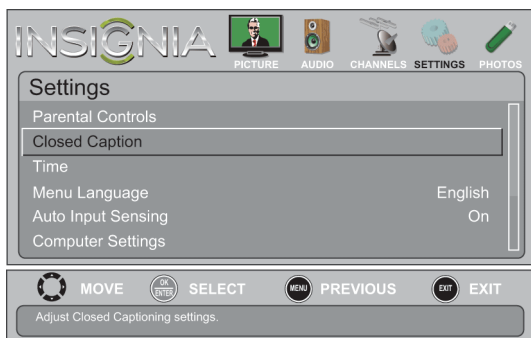 INSIGNIA
PICTURE AUDIO CHANNELS SETTINGS PHOTOS
Settings
Parental Controls
Closed Caption
Time
Menu Language English
Auto Input Sensing On
Computer Settings
MOVE OK ENTER SELECT MENU PREVIOUS EXIT EXIT
Adjust Closed Captioning settings.